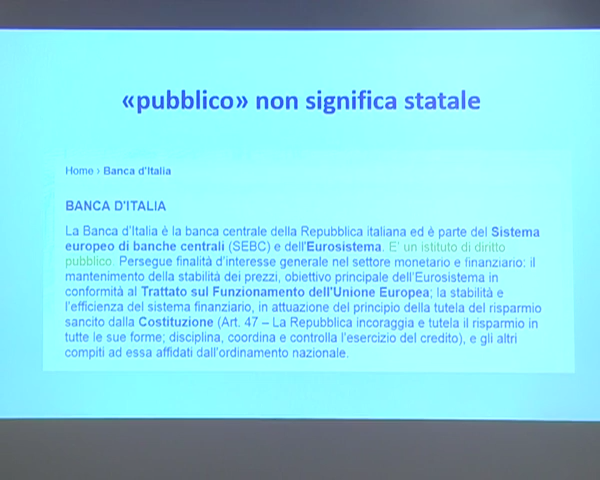 «pubblico» non significa statale
Home › Banca d'Italia
BANCA D'ITALIA
La Banca d'Italia è la banca centrale della Repubblica italiana ed è parte del Sistema
europeo di banche centrali (SEBC) e dell'Eurosistema. E' un istituto di diritto
pubblico. Persegue finalità d'interesse generale nel settore monetario e finanziario: il
mantenimento della stabilità dei prezzi, obiettivo principale dell'Eurosistema in
conformità al Trattato sul Funzionamento dell'Unione Europea; la stabilità e
l'efficienza del sistema finanziario, in attuazione del principio della tutela del risparmio
sancito dalla Costituzione (Art. 47 – La Repubblica incoraggia e tutela il risparmio in
tutte le sue forme; disciplina, coordina e controlla l'esercizio del credito), e gli altri
compiti ad essa affidati dall'ordinamento nazionale.